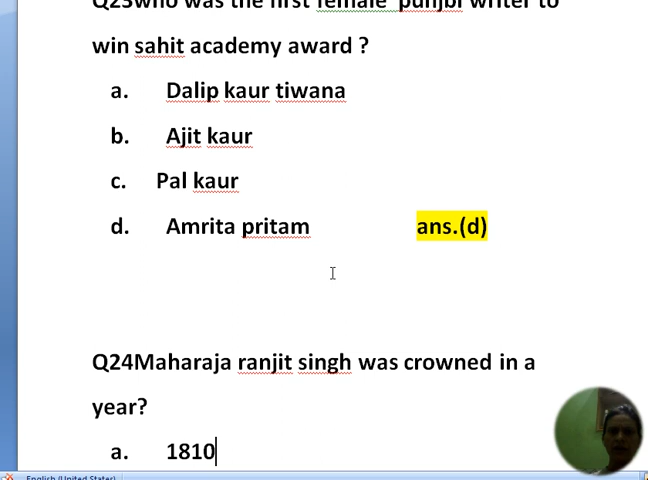 Q23who was the first female punjbi writer to
win sahit academy award ?
a. Dalip kaur tiwana
b. Ajit kaur
c. Pal kaur
d. Amrita pritam ans.(d)
Q24Maharaja ranjit singh was crowned in a
year?
a. 1810
English (United States)